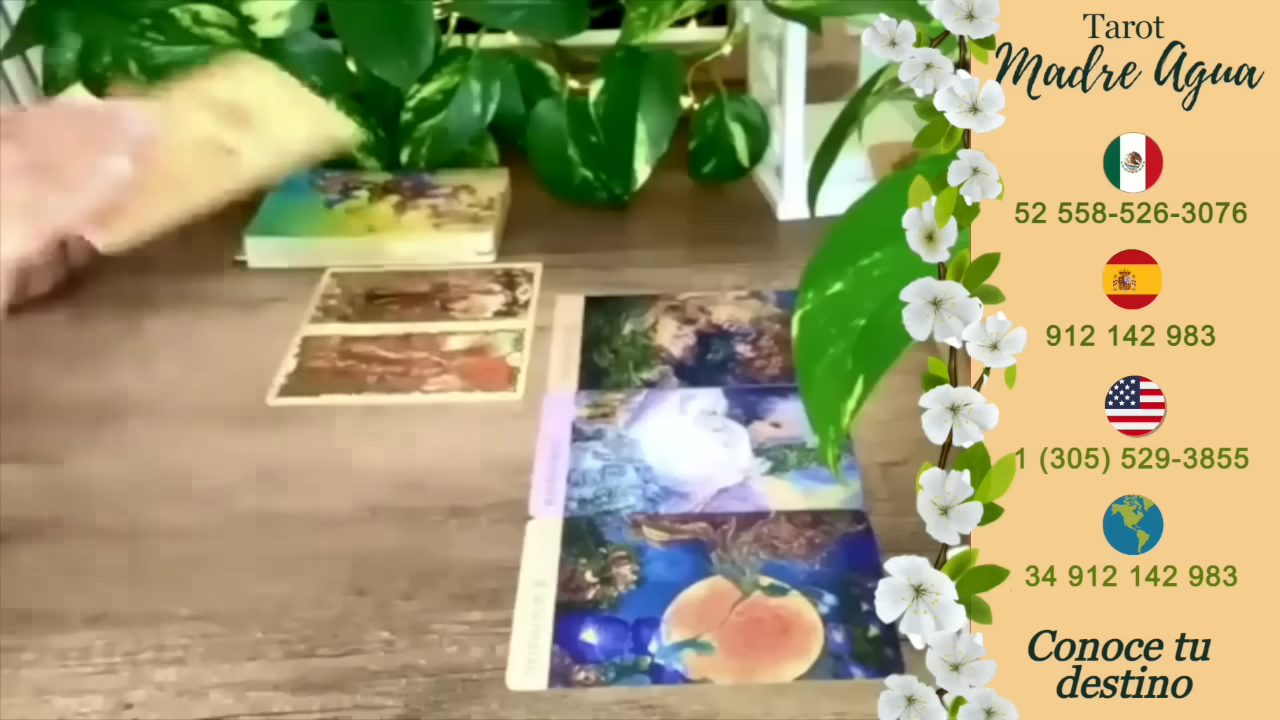 Tarot
Madre Agua
52 558-526-3076
912 142 983
1 (305) 529-3855
34 912 142 983
Conoce tu
destino